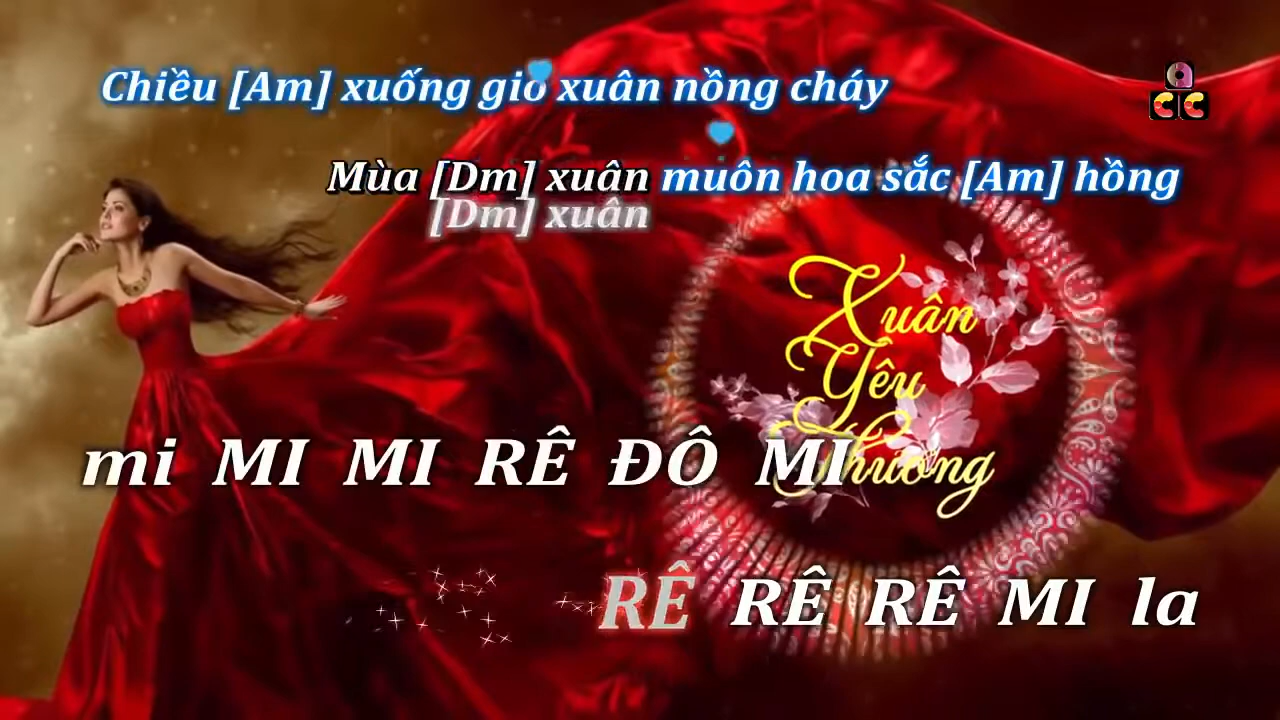 Chiều [Am] xuống gió xuân nồng cháy
a
c c
Mùa [Dm] xuân muôn hoa sắc [Am] hồng
[Dm] xuân
Xuân
Yêu
Thương
mi MI MI RÊ ĐÔ MI
RÊ RÊ RÊ MI la